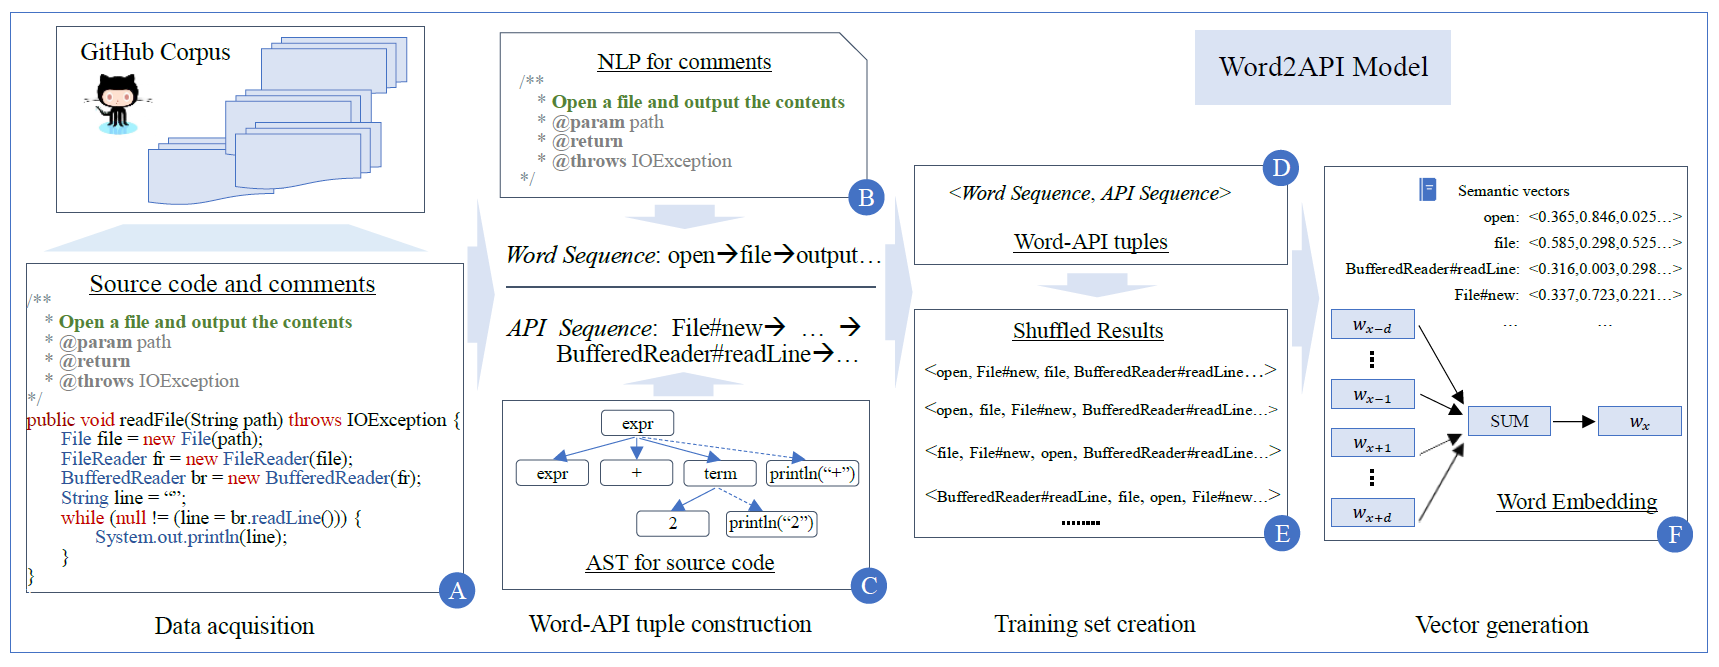 GitHub Corpus
Source code and comments
/**
* Open a file and output the contents
* @param path
* @return
* @throws IOException
*/
public void readFile(String path) throws IOException {
File file = new File(path);
FileReader fr = new FileReader(file);
BufferedReader br = new BufferedReader(fr);
String line = “”;
while (null != (line = br.readLine())) {
System.out.println(line);
}
}
A
Data acquisition
NLP for comments
/**
* Open a file and output the contents
* @param path
* @return
* @throws IOException
*/
B
Word Sequence: open→file→output…
API Sequence: File#new→ … →
BufferedReader#readLine→…
expr
expr
+
term
println(“+”)
2
println(“2”)
AST for source code
C
Word-API tuple construction
Word2API Model
D
<Word Sequence, API Sequence>
Word-API tuples
Shuffled Results
<open, File#new, file, BufferedReader#readLine…>
<open, file, File#new, BufferedReader#readLine…>
<file, File#new, open, BufferedReader#readLine…>
<BufferedReader#readLine, file, open, File#new…>
........
E
Training set creation
Semantic vectors
open: <0.365,0.846,0.025…>
file: <0.585,0.298,0.525…>
BufferedReader#readLine: <0.316,0.003,0.298…>
File#new: <0.337,0.723,0.221…>
… …
w_{x-d}
⋮
w_{x-1}
w_{x+1}
⋮
w_{x+d}
SUM
w_x
Word Embedding
F
Vector generation